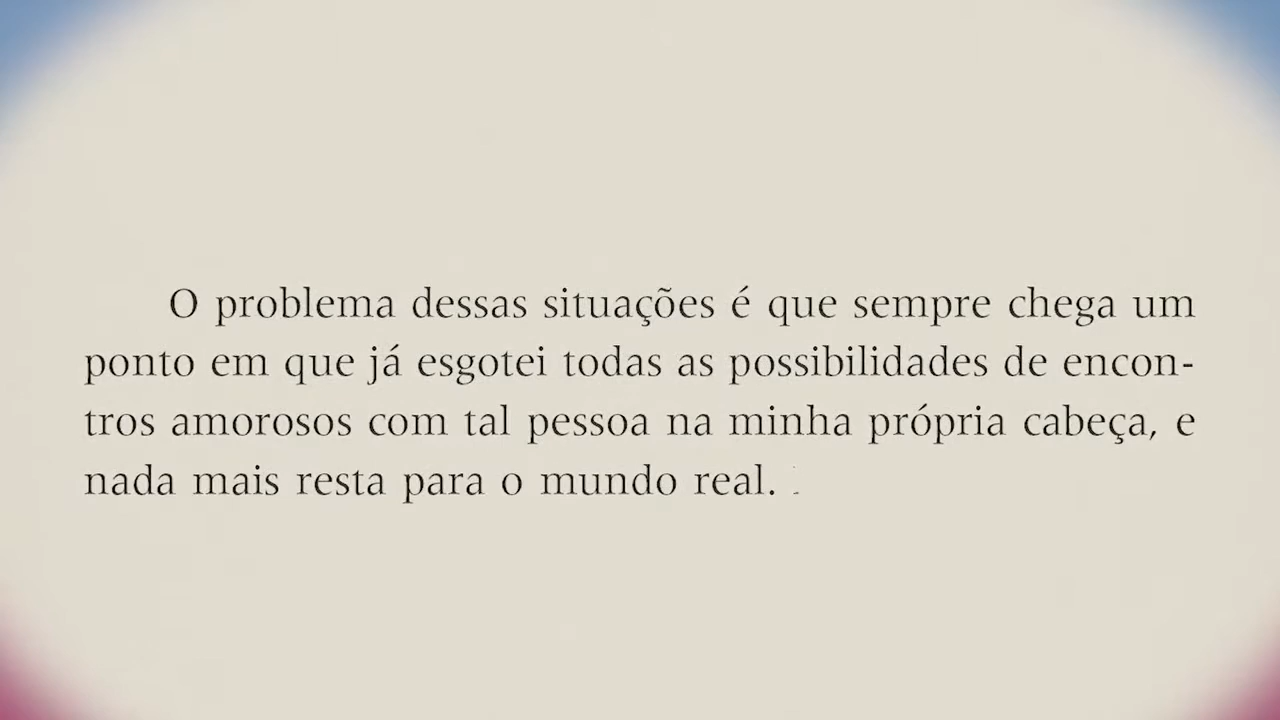 O problema dessas situações é que sempre chega um
ponto em que já esgotei todas as possibilidades de encon-
tros amorosos com tal pessoa na minha própria cabeça, e
nada mais resta para o mundo real.